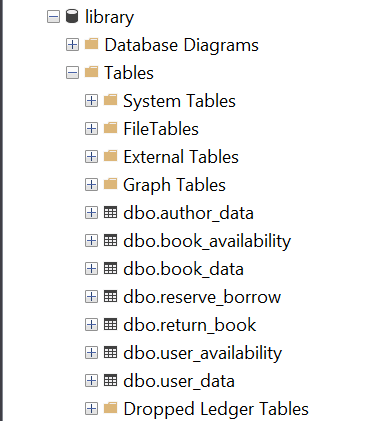 library
Database Diagrams
Tables
System Tables
FileTables
External Tables
Graph Tables
dbo.author_data
dbo.book_availability
dbo.book_data
dbo.reserve_borrow
dbo.return_book
dbo.user_availability
dbo.user_data
Dropped Ledger Tables